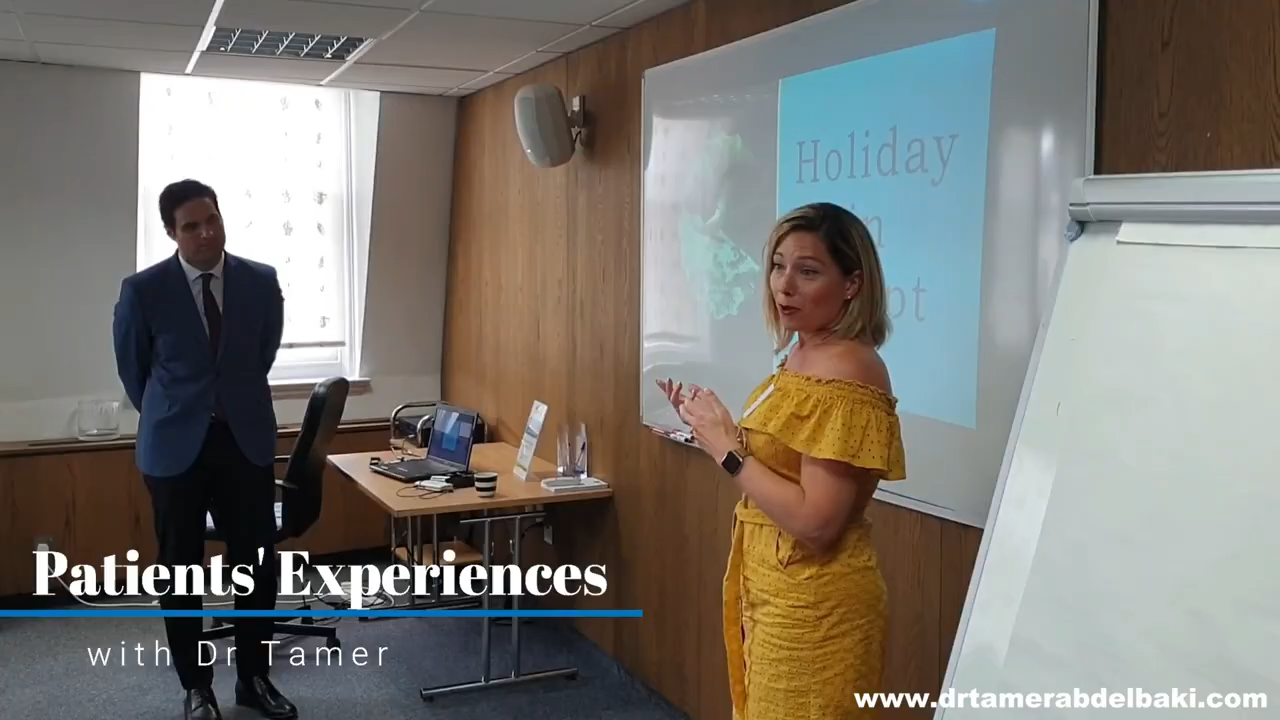 Holiday
Patients' Experiences
with Dr Tamer
www.drtamerabdelbaki.com